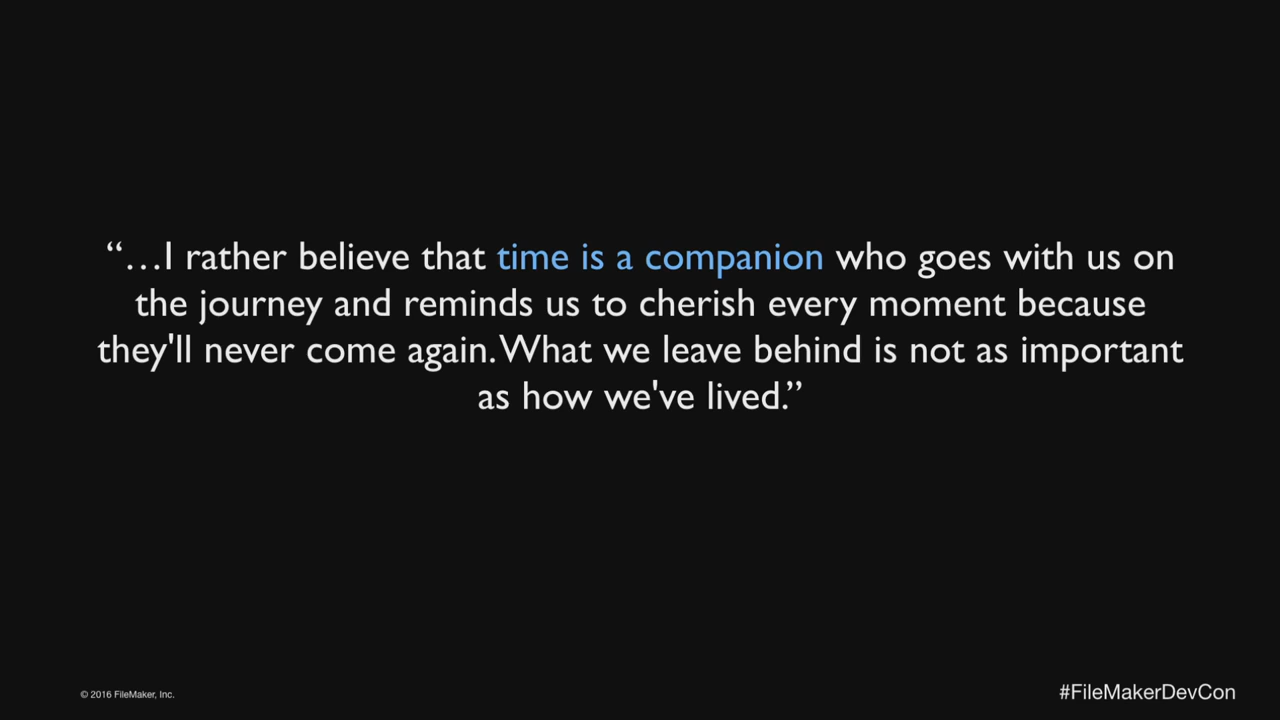 “…I rather believe that time is a companion who goes with us on
the journey and reminds us to cherish every moment because
they'll never come again. What we leave behind is not as important
as how we've lived.”
© 2016 FileMaker, Inc.
#FileMakerDevCon